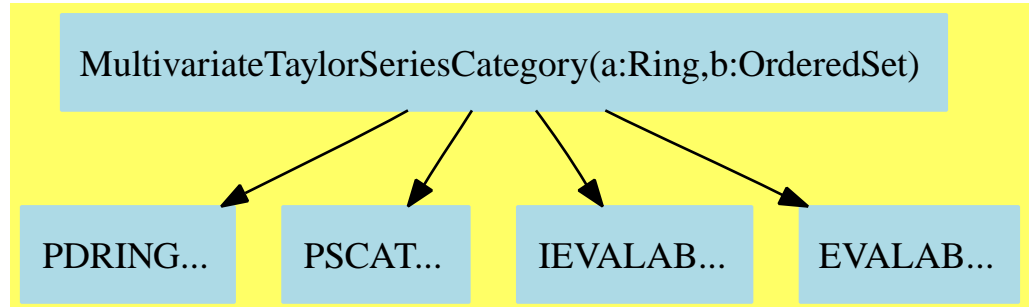 MultivariateTaylorSeriesCategory(a:Ring,b:OrderedSet)
PDRING...
PSCAT...
IEVALAB...
EVALAB...